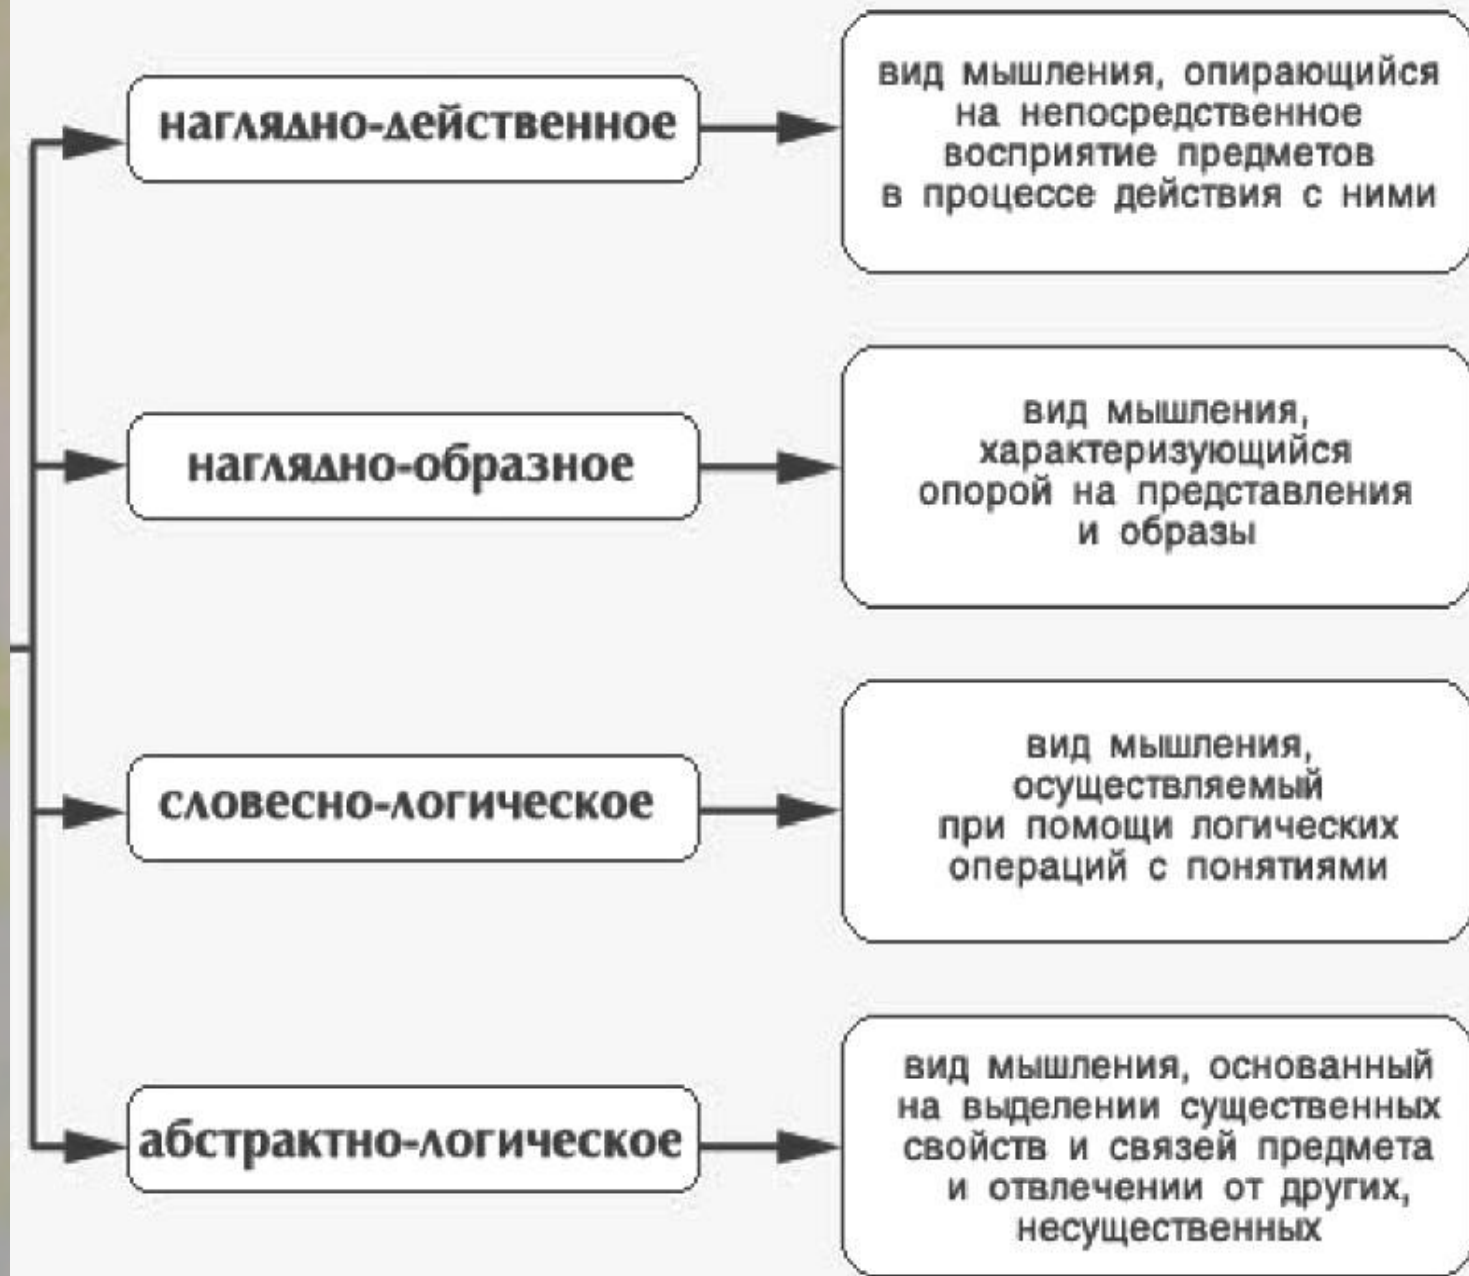 наглядно-действенное
вид мышления, опирающийся
на непосредственное
восприятие предметов
в процессе действия с ними
наглядно-образное
вид мышления,
характеризующийся
опорой на представления
и образы
словесно-логическое
вид мышления,
осуществляемый
при помощи логических
операций с понятиями
абстрактно-логическое
вид мышления, основанный
на выделении существенных
свойств и связей предмета
и отвлечении от других,
несущественных